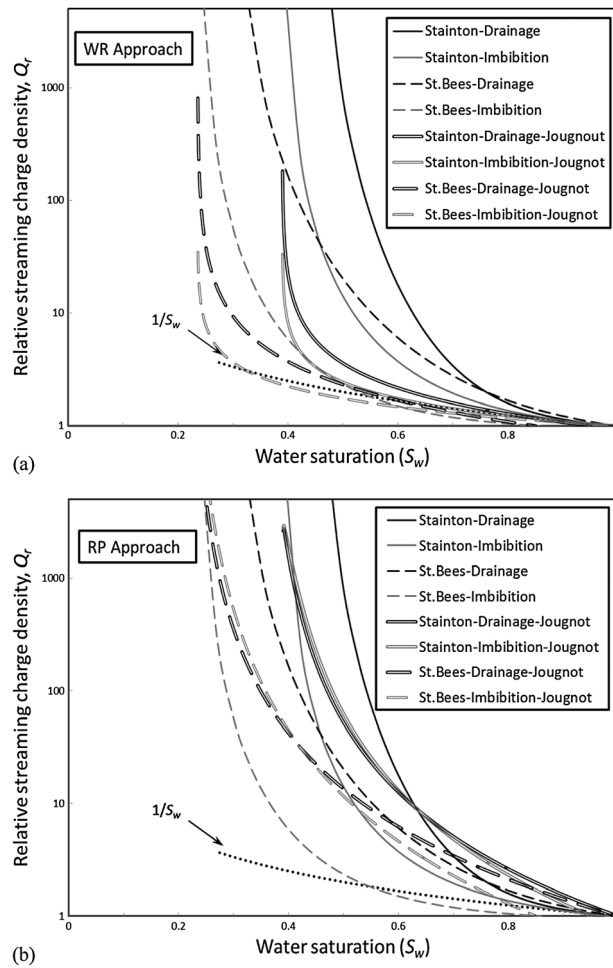 WR Approach
Stainton-Drainage
Stainton-Imbibition
St.Bees-Drainage
St.Bees-Imbibition
Stainton-Drainage-Jougnout
Stainton-Imbibition-Jougnot
St.Bees-Drainage-Jougnot
St.Bees-Imbibition-Jougnot
Relative streaming charge density, Qr
1000
100
10
1
1/Sw
0
0.2
0.4
0.6
0.8
Water saturation (Sw)
(a)
RP Approach
Stainton-Drainage
Stainton-Imbibition
St.Bees-Drainage
St.Bees-Imbibition
Stainton-Drainage-Jougnot
Stainton-Imbibition-Jougnot
St.Bees-Drainage-Jougnot
St.Bees-Imbibition-Jougnot
Relative streaming charge density, Qr
1000
100
10
1
1/Sw
0
0.2
0.4
0.6
0.8
Water saturation (Sw)
(b)